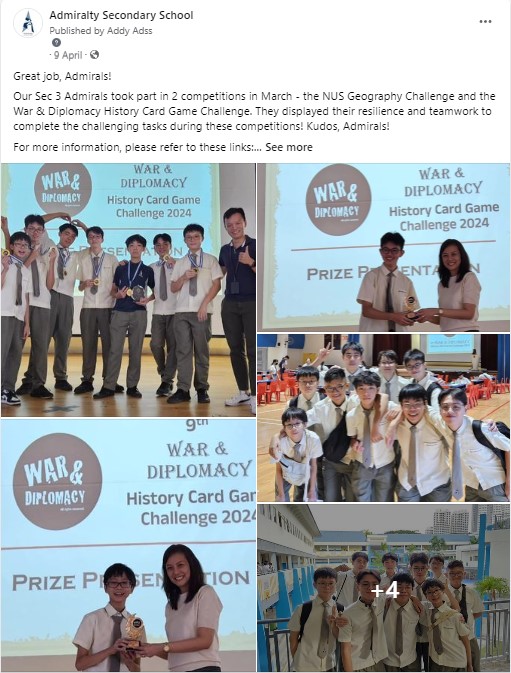 Admiralty Secondary School
Published by Addy Adss
· 9 April ·
Great job, Admirals!
Our Sec 3 Admirals took part in 2 competitions in March - the NUS Geography Challenge and the
War & Diplomacy History Card Game Challenge. They displayed their resilience and teamwork to
complete the challenging tasks during these competitions! Kudos, Admirals!
For more information, please refer to these links:... See more
WAR&
DIPLOMACY
WAR &
DIPLOMACY
History Card Game
Challenge 2024
PRESENTATION
WAR&
DIPLOMACY
WAR &
DIPLOMACY
History Card Game
Challenge 2024
PRIZE PRESENTATION
9th
WAR&
DIPLOMACY
WAR &
DIPLOMACY
History Card Gam
Challenge 2024
PRIZE PRESENTATION
+4